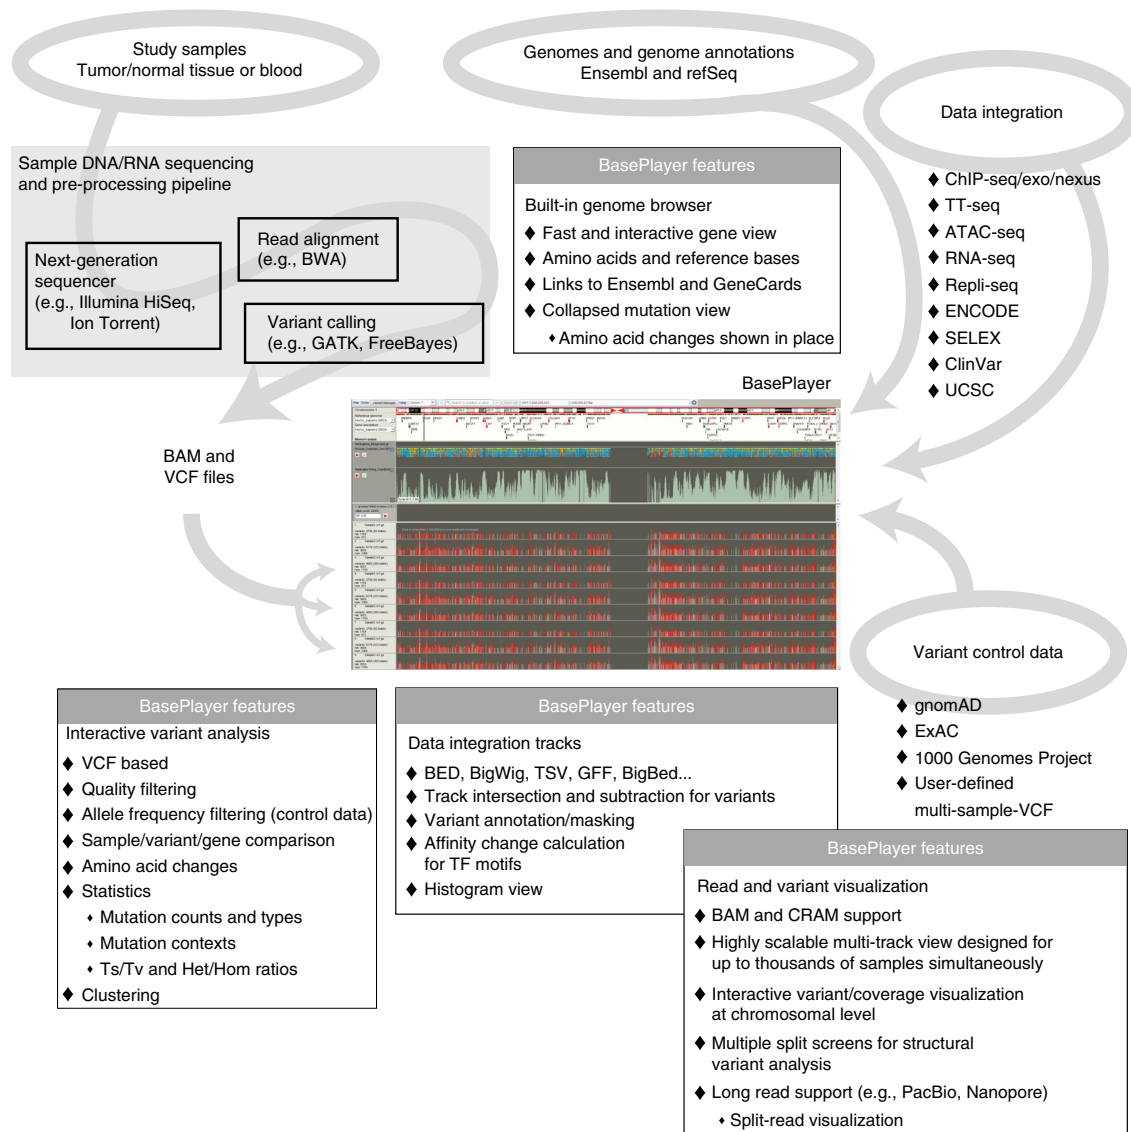 Study samples
Tumor/normal tissue or blood
Genomes and genome annotations
Ensembl and refSeq
Data integration
ChIP-seq/exo/nexus
TT-seq
ATAC-seq
RNA-seq
Repli-seq
ENCODE
SELEX
ClinVar
UCSC
Sample DNA/RNA sequencing
and pre-processing pipeline
Next-generation
sequencer
(e.g., Illumina HiSeq,
Ion Torrent)
Read alignment
(e.g., BWA)
Variant calling
(e.g., GATK, FreeBayes)
BasePlayer features
Built-in genome browser
Fast and interactive gene view
Amino acids and reference bases
Links to Ensembl and GeneCards
Collapsed mutation view
Amino acid changes shown in place
BasePlayer
BAM and
VCF files
Variant control data
gnomAD
ExAC
1000 Genomes Project
User-defined
multi-sample-VCF
BasePlayer features
Interactive variant analysis
VCF based
Quality filtering
Allele frequency filtering (control data)
Sample/variant/gene comparison
Amino acid changes
Statistics
Mutation counts and types
Mutation contexts
Ts/Tv and Het/Hom ratios
Clustering
BasePlayer features
Data integration tracks
BED, BigWig, TSV, GFF, BigBed...
Track intersection and subtraction for variants
Variant annotation/masking
Affinity change calculation
for TF motifs
Histogram view
BasePlayer features
Read and variant visualization
BAM and CRAM support
Highly scalable multi-track view designed for
up to thousands of samples simultaneously
Interactive variant/coverage visualization
at chromosomal level
Multiple split screens for structural
variant analysis
Long read support (e.g., PacBio, Nanopore)
Split-read visualization